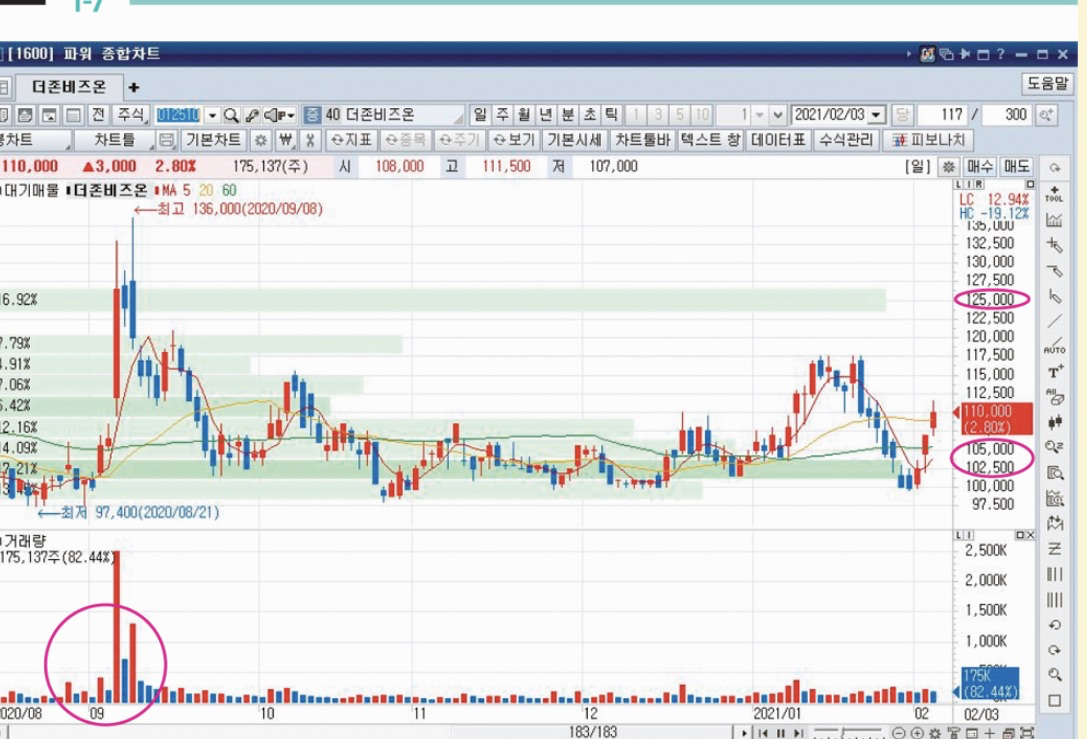 1-7
[1600] 파워 종합차트
더존비즈온 +
도움말
전 주식 012510 증 40 더존비즈온 일 주 월 년 분 초 틱 1 3 5 10 1 2021/02/03 당 117 / 300
차트틀 기본차트 ₩ 지표 종목 주기 보기 기본시세 차트툴바 텍스트 창 데이터표 수식관리 피보나치
110,000 ▲3,000 2.80% 175,137(주) 시 108,000 고 111,500 저 107,000 [일] 매수 매도
대기매물 더존비즈온 MA 5 20 60
L I R
TOOL
←최고 136,000(2020/09/08)
LC 12.94%
HC -19.12%
135,000
132,500
130,000
127,500
125,000
122,500
120,000
117,500
115,000
112,500
110,000
(2.80%)
105,000
102,500
100,000
97,500
AUTO
T+
All
6.92%
7.79%
4.91%
7.06%
6.42%
12.16%
14.09%
←최저 97,400(2020/08/21)
거래량
175,137주(82.44%)
L I
2,500K
2,000K
1,500K
1,000K
175K
(82.44%)
2020/08 09 10 11 12 2021/01 02 02/03
183/183